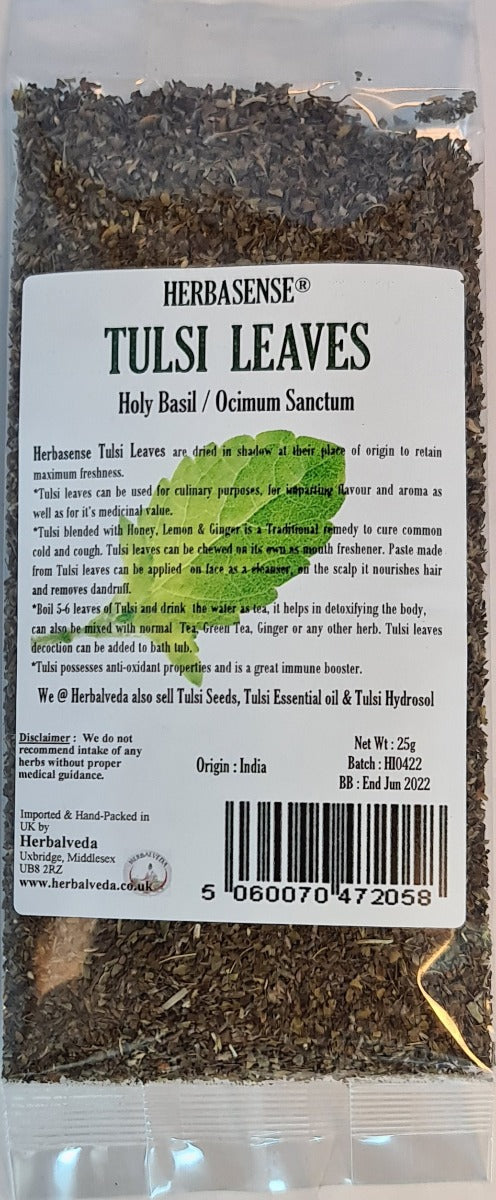 HERBASENSE®
TULSI LEAVES
Holy Basil / Ocimum Sanctum
Herbasense Tulsi Leaves are dried in shadow at their place of origin to retain
maximum freshness.
*Tulsi leaves can be used for culinary purposes, for imparting flavour and aroma as
well as for it's medicinal value.
*Tulsi blended with Honey, Lemon & Ginger is a Traditional remedy to cure common
cold and cough. Tulsi leaves can be chewed on its own as mouth freshener. Paste made
from Tulsi leaves can be applied on face as a cleanser, on the scalp it nourishes hair
and removes dandruff.
*Boil 5-6 leaves of Tulsi and drink the water as tea, it helps in detoxifying the body,
can also be mixed with normal Tea, Green Tea, Ginger or any other herb. Tulsi leaves
decoction can be added to bath tub.
*Tulsi possesses anti-oxidant properties and is a great immune booster.
We @ Herbalveda also sell Tulsi Seeds, Tulsi Essential oil & Tulsi Hydrosol
Disclaimer : We do not
recommend intake of any
herbs without proper
medical guidance.
Origin : India
Net Wt : 25g
Batch : HI0422
BB : End Jun 2022
Imported & Hand-Packed in
UK by
Herbalveda
Uxbridge, Middlesex
UB8 2RZ
www.herbalveda.co.uk
HERBALVEDA
5 060070 472058